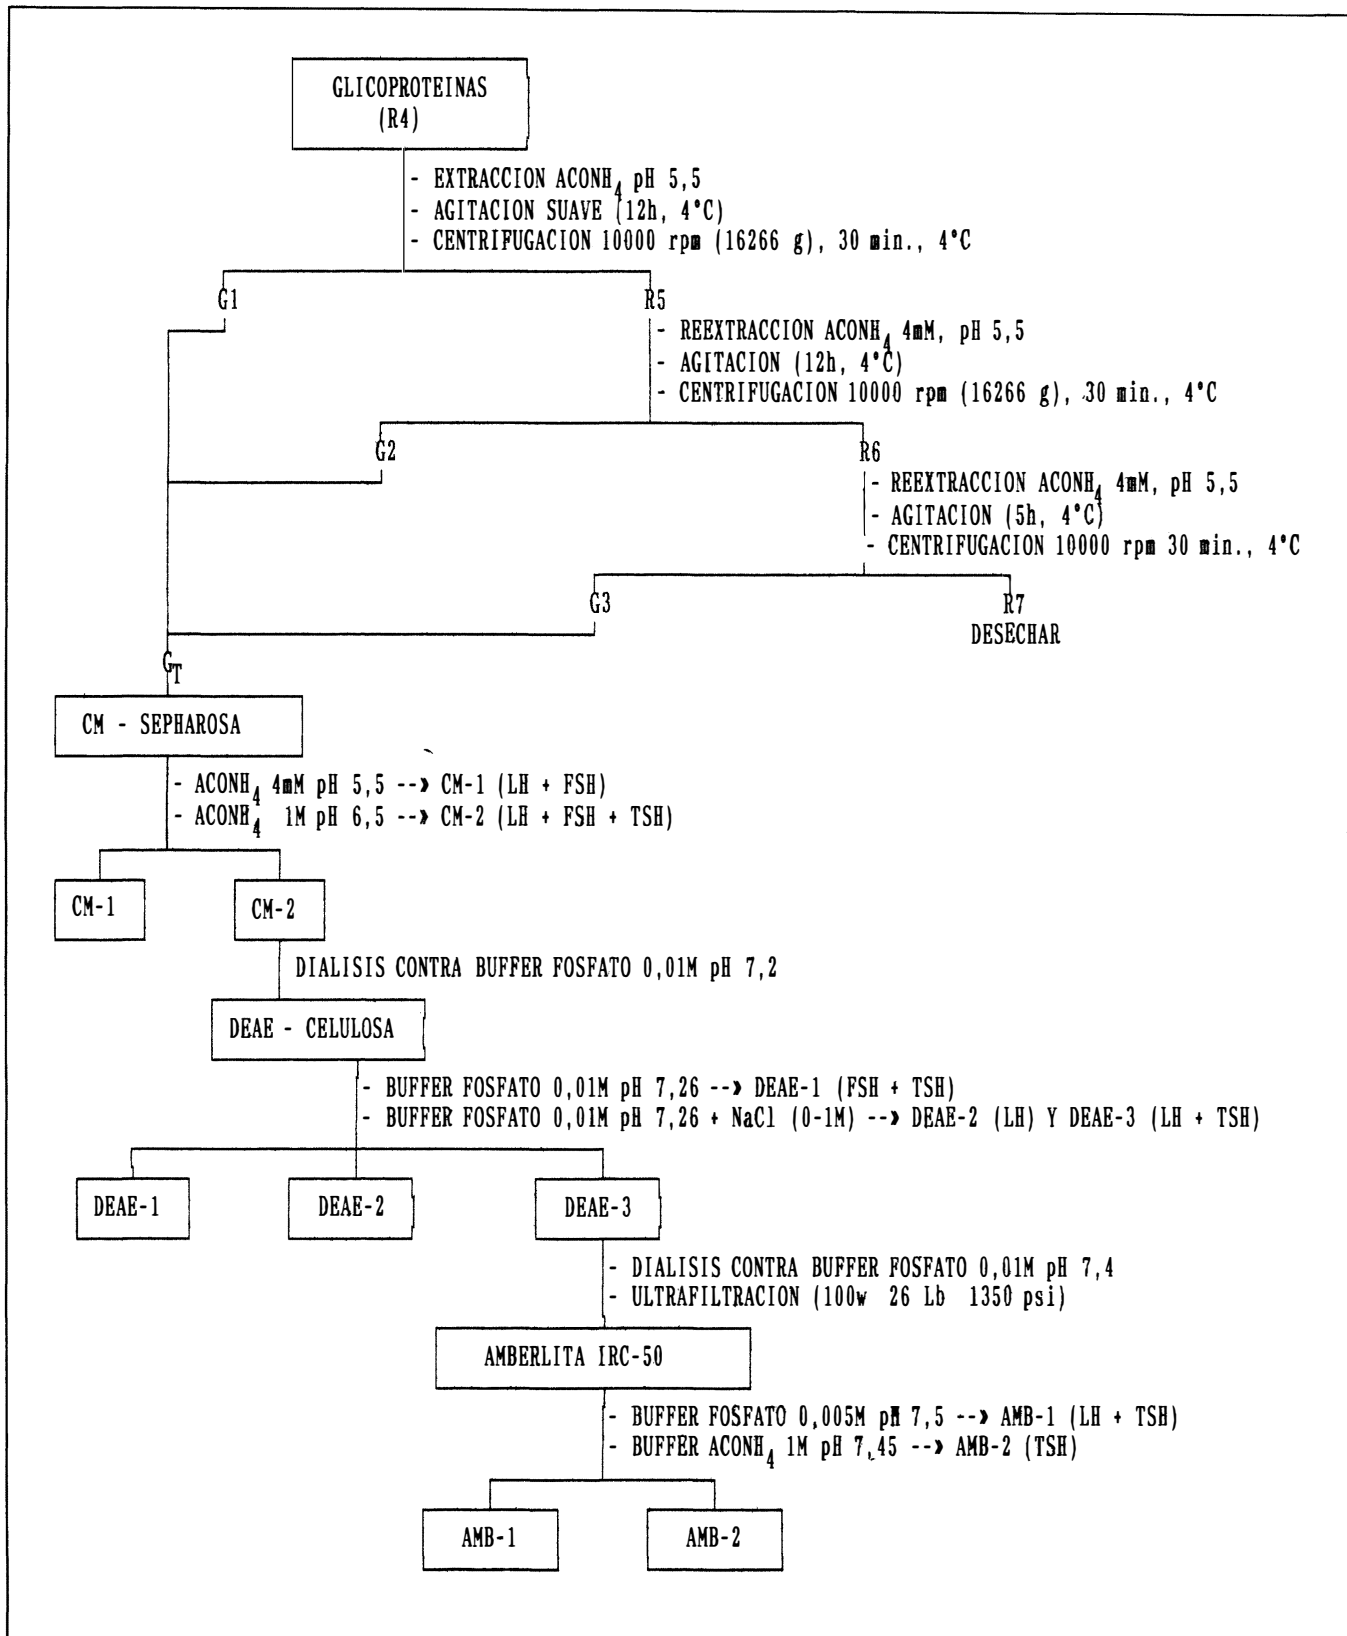 GLICOPROTEINAS
(R4)
- EXTRACCION ACONH4 pH 5,5
- AGITACION SUAVE (12h, 4°C)
- CENTRIFUGACION 10000 rpm (16266 g), 30 min., 4°C
G1
R5
- REEXTRACCION ACONH4 4mM, pH 5,5
- AGITACION (12h, 4°C)
- CENTRIFUGACION 10000 rpm (16266 g), 30 min., 4°C
G2
R6
- REEXTRACCION ACONH4 4mM, pH 5,5
- AGITACION (5h, 4°C)
- CENTRIFUGACION 10000 rpm 30 min., 4°C
G3
R7
DESECHAR
GT
CM - SEPHAROSA
- ACONH4 4mM pH 5,5 --> CM-1 (LH + FSH)
- ACONH4 1M pH 6,5 --> CM-2 (LH + FSH + TSH)
CM-1
CM-2
DIALISIS CONTRA BUFFER FOSFATO 0,01M pH 7,2
DEAE - CELULOSA
- BUFFER FOSFATO 0,01M pH 7,26 --> DEAE-1 (FSH + TSH)
- BUFFER FOSFATO 0,01M pH 7,26 + NaCl (0-1M) --> DEAE-2 (LH) Y DEAE-3 (LH + TSH)
DEAE-1
DEAE-2
DEAE-3
- DIALISIS CONTRA BUFFER FOSFATO 0,01M pH 7,4
- ULTRAFILTRACION (100w 26 Lb 1350 psi)
AMBERLITA IRC-50
- BUFFER FOSFATO 0,005M pH 7,5 --> AMB-1 (LH + TSH)
- BUFFER ACONH4 1M pH 7,45 --> AMB-2 (TSH)
AMB-1
AMB-2